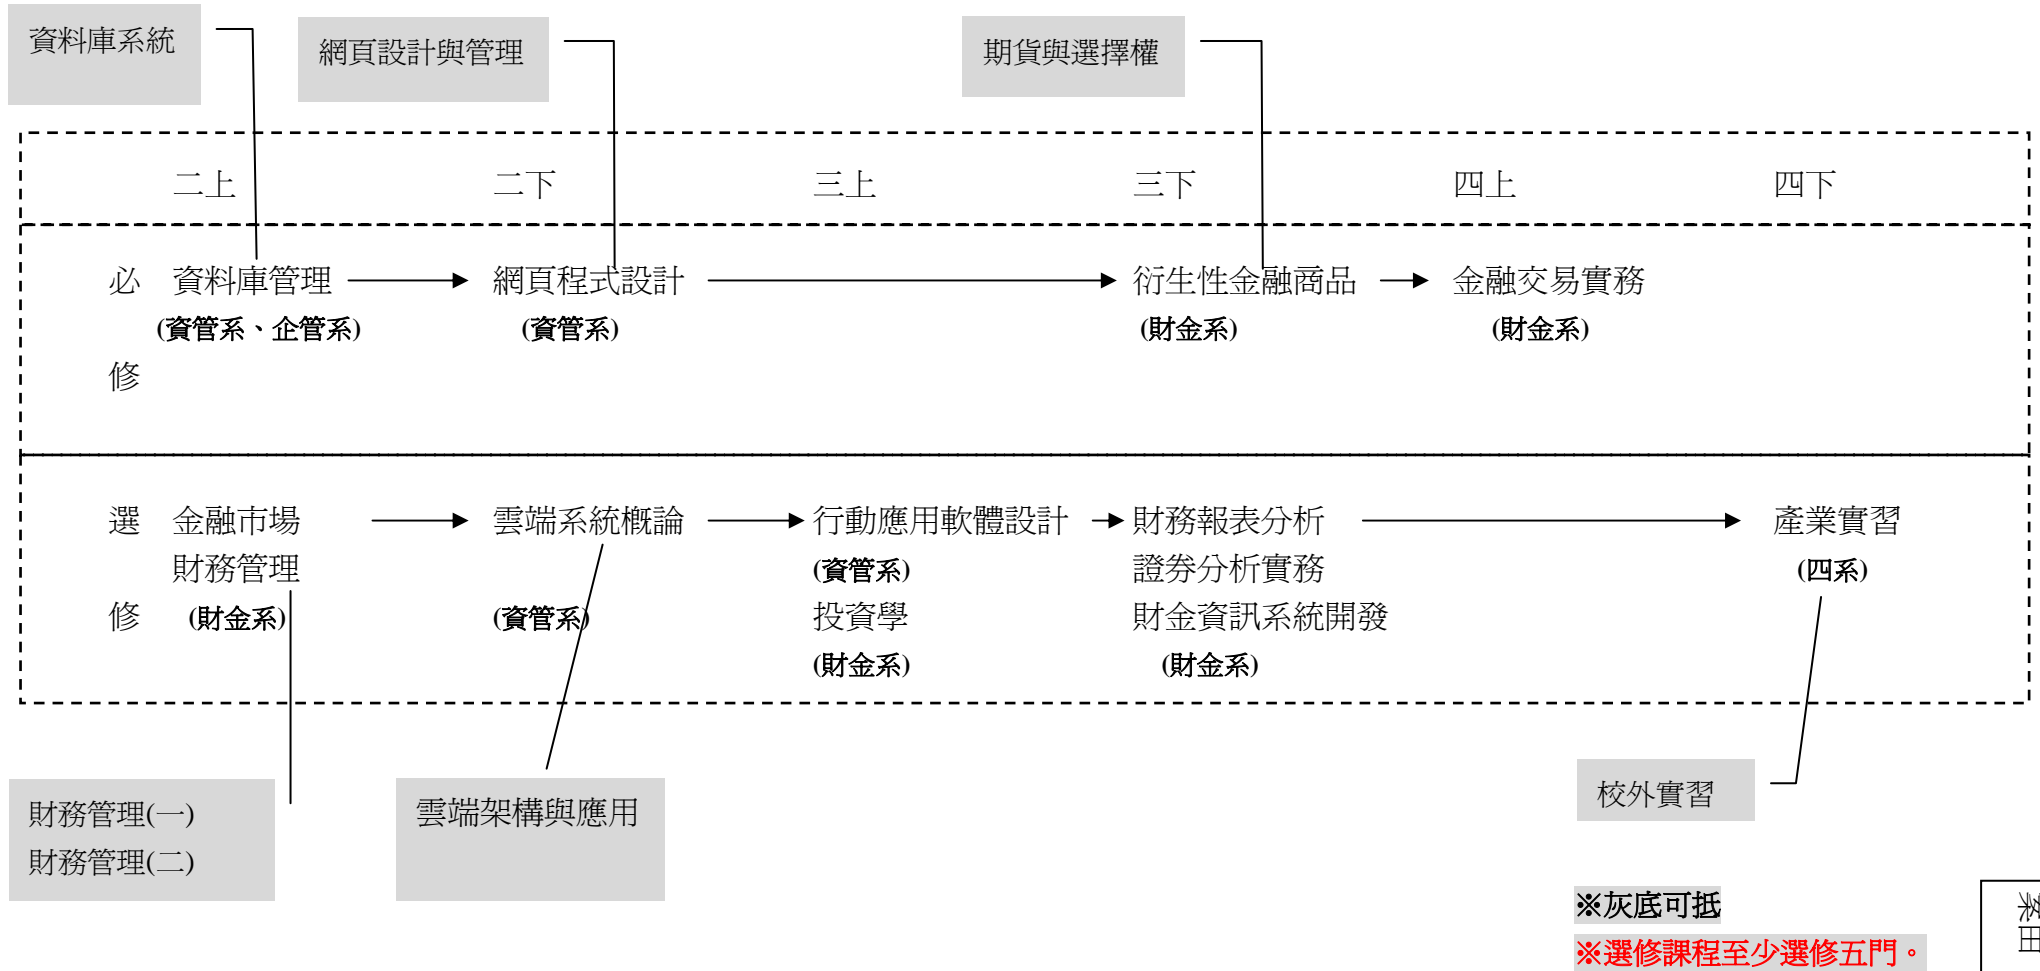 資料庫系統
網頁設計與管理
期貨與選擇權
二上 二下 三上 三下 四上 四下
必 資料庫管理 網頁程式設計 衍生性金融商品 金融交易實務
(資管系、企管系) (資管系) (財金系) (財金系)
修
選 金融市場 雲端系統概論 行動應用軟體設計 財務報表分析 產業實習
財務管理 (資管系) 證券分析實務 (四系)
修 (財金系) (資管系) 投資學 財金資訊系統開發
(財金系) (財金系)
財務管理(一)
財務管理(二)
雲端架構與應用
校外實習
※灰底可抵
※選修課程至少選修五門。
案由